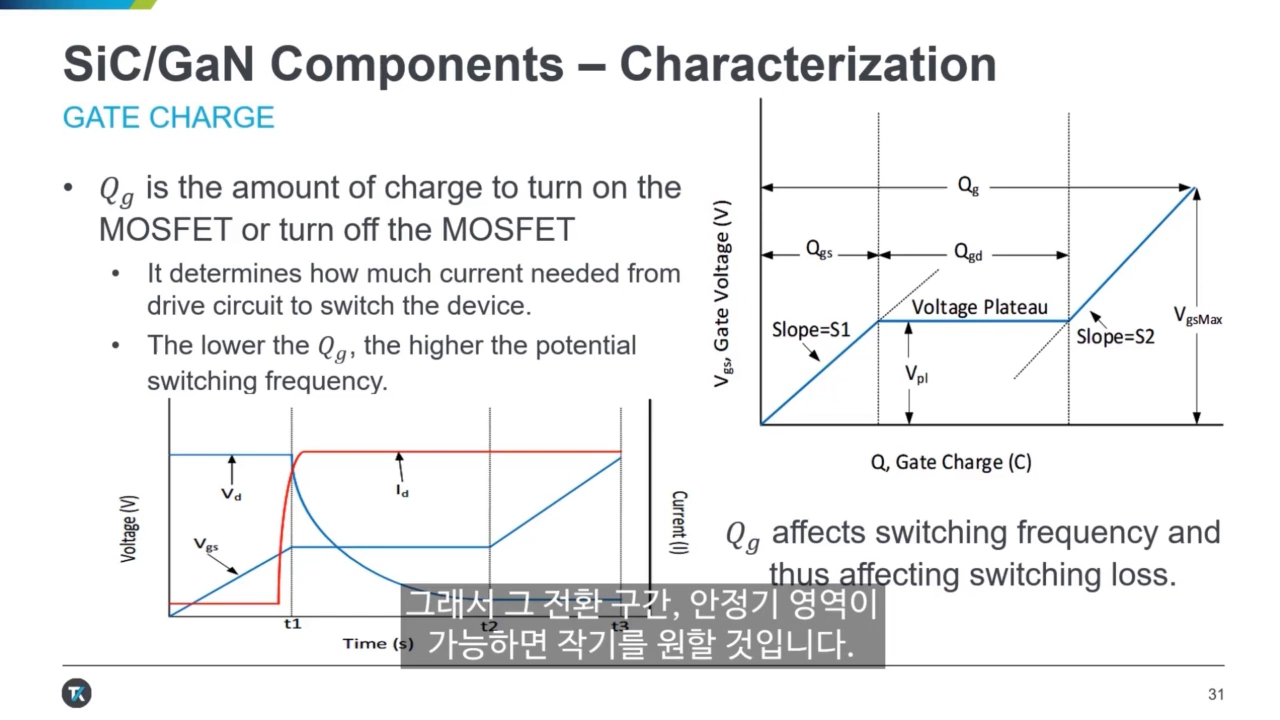 SiC/GaN Components – Characterization
GATE CHARGE
• Qg is the amount of charge to turn on the
MOSFET or turn off the MOSFET
• It determines how much current needed from
drive circuit to switch the device.
• The lower the Qg, the higher the potential
switching frequency.
Voltage (V)
Vd
Vgs
Id
Current (I)
t1
t2
t3
Time (s)
Vgs, Gate Voltage (V)
Qg
Qgs
Qgd
Voltage Plateau
Slope=S1
Vpl
Slope=S2
VgsMax
Q, Gate Charge (C)
Qg affects switching frequency and
thus affecting switching loss.
그래서 그 전환 구간, 안정기 영역이
가능하면 작기를 원할 것입니다.
31